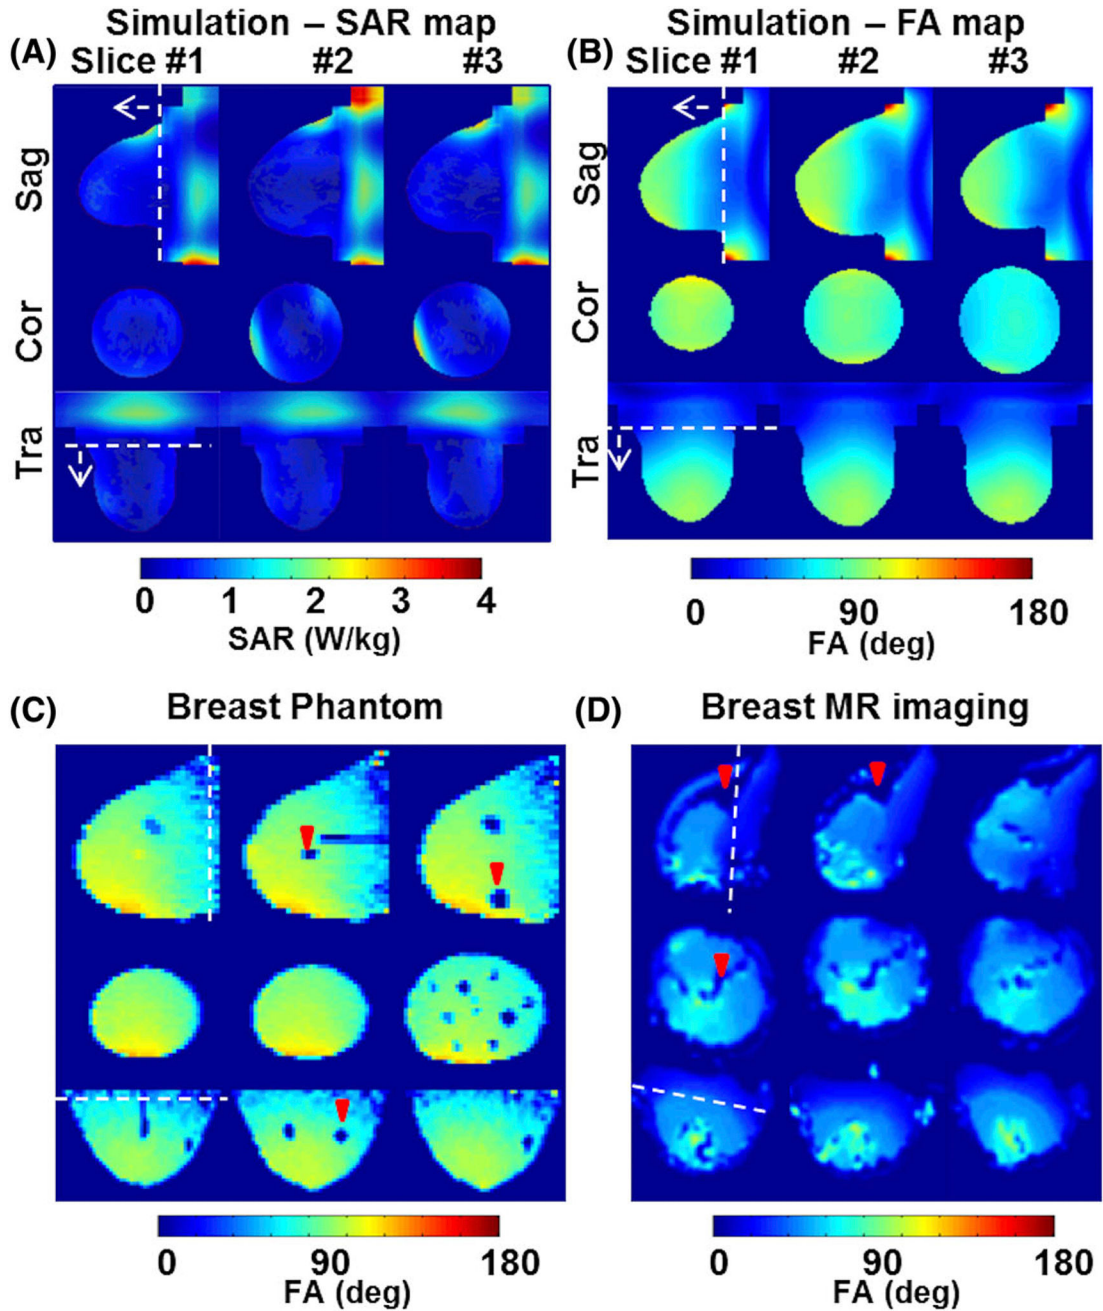 Simulation – SAR map
(A) Slice #1 #2 #3
Sag
Cor
Tra
0 1 2 3 4
SAR (W/kg)
Simulation – FA map
(B) Slice #1 #2 #3
Sag
Cor
Tra
0 90 180
FA (deg)
(C) Breast Phantom
0 90 180
FA (deg)
(D) Breast MR imaging
0 90 180
FA (deg)